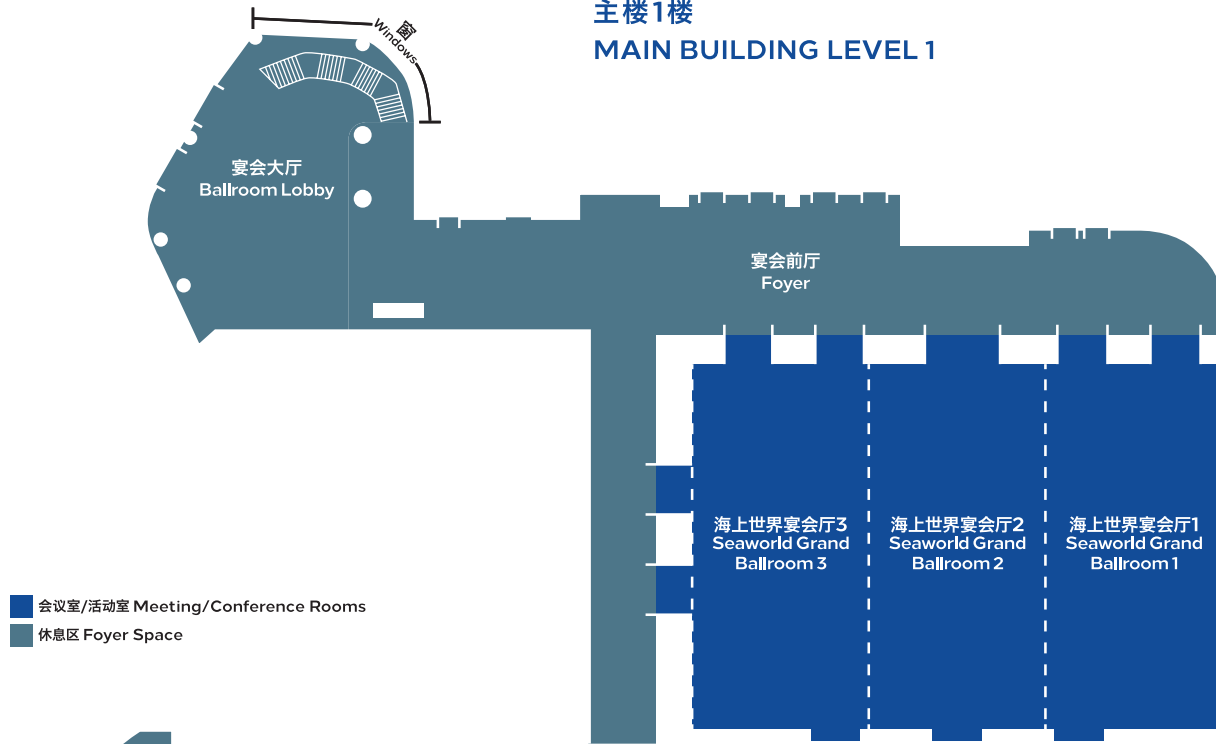 主楼1楼
MAIN BUILDING LEVEL 1
窗
Windows
宴会大厅
Ballroom Lobby
宴会前厅
Foyer
海上世界宴会厅3
Seaworld Grand
Ballroom 3
海上世界宴会厅2
Seaworld Grand
Ballroom 2
海上世界宴会厅1
Seaworld Grand
Ballroom 1
会议室/活动室 Meeting/Conference Rooms
休息区 Foyer Space